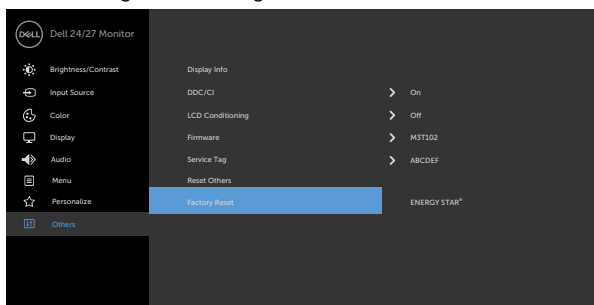 DELL Dell 24/27 Monitor
Brightness/Contrast Display Info
Input Source DDC/CI On
Color LCD Conditioning Off
Display Firmware M3T102
Audio Service Tag ABCDEF
Menu Reset Others
Personalize Factory Reset ENERGY STAR®
Others